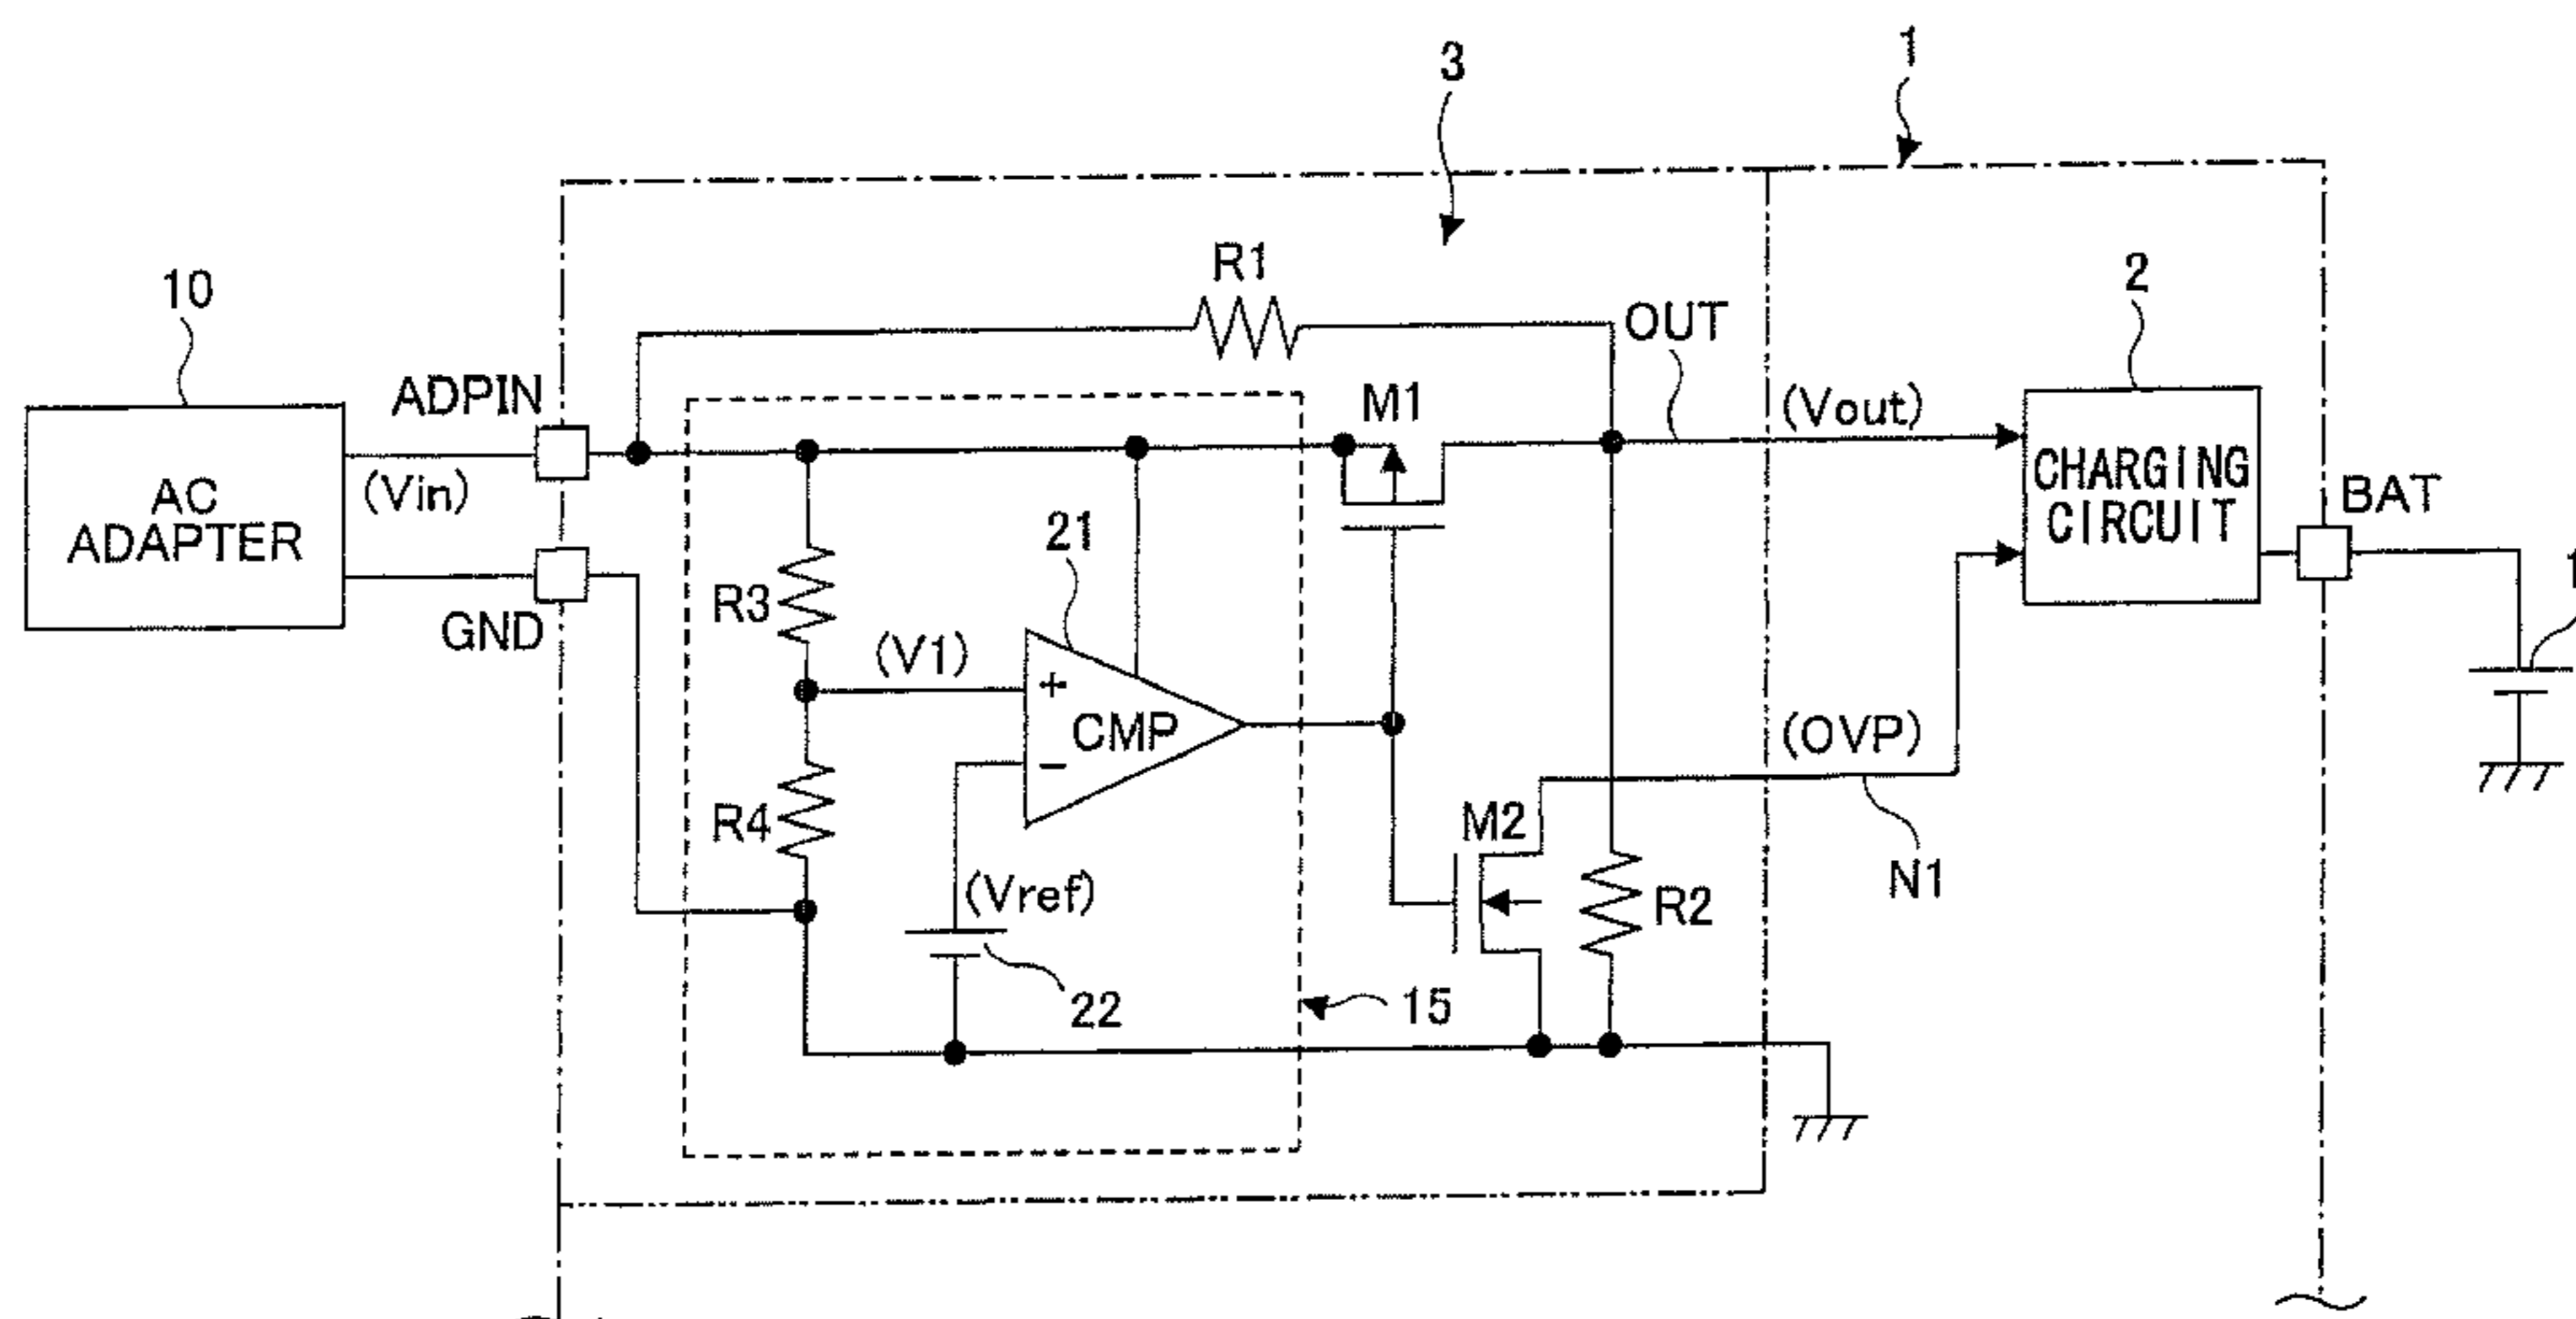 3
1
R1
10
OUT
2
ADPIN
M1
(Vout)
(Vin)
AC
ADAPTER
CHARGING
CIRCUIT
BAT
21
R3
GND
(V1)
+
CMP
−
(OVP)
R4
M2
(Vref)
R2
N1
22
15